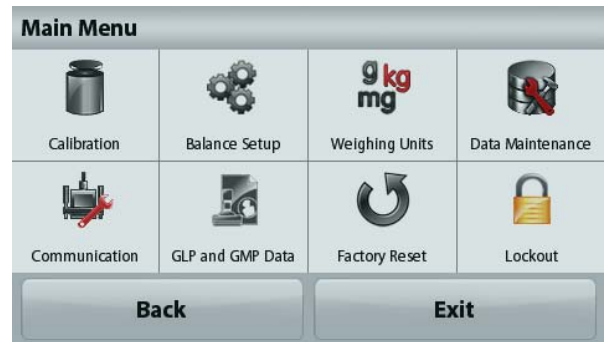 Main Menu
g kg
mg
Calibration
Balance Setup
Weighing Units
Data Maintenance
Communication
GLP and GMP Data
Factory Reset
Lockout
Back
Exit